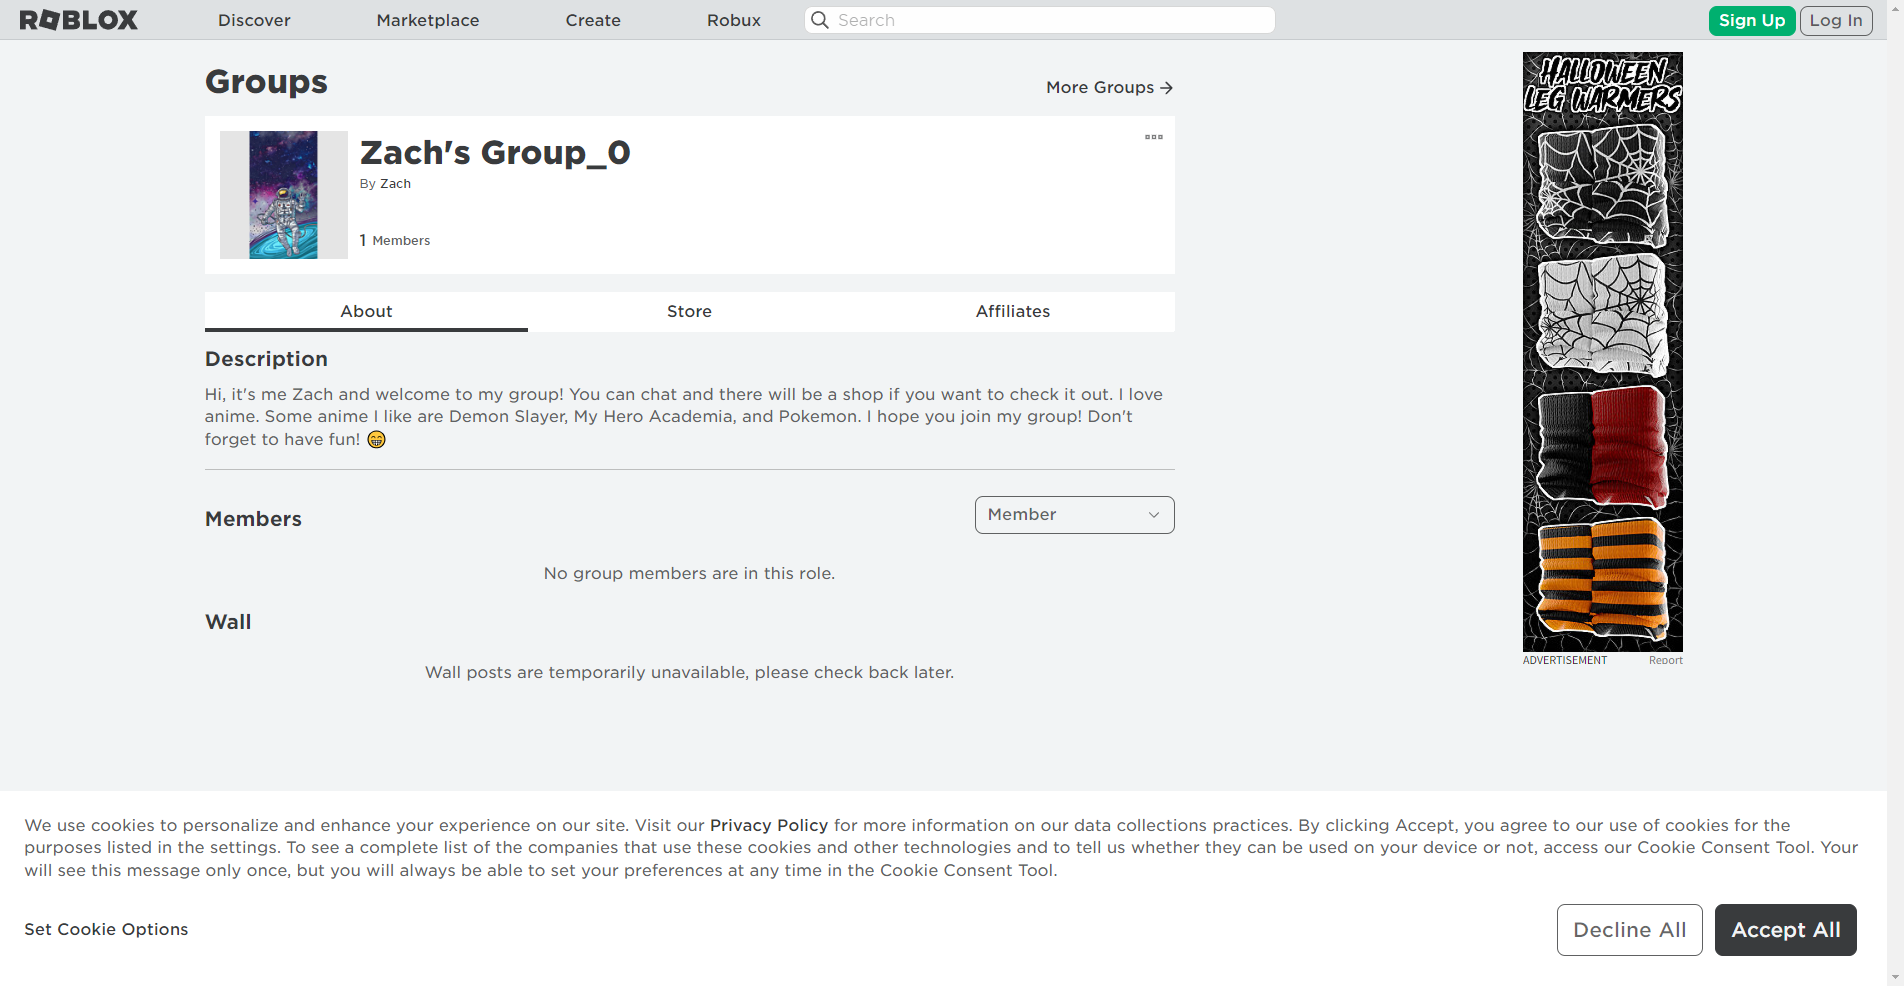 ROBLOX
Discover
Marketplace
Create
Robux
Search
Sign Up
Log In
Groups
More Groups
Zach's Group_0
By Zach
1 Members
About
Store
Affiliates
Description
Hi, it's me Zach and welcome to my group! You can chat and there will be a shop if you want to check it out. I love
anime. Some anime I like are Demon Slayer, My Hero Academia, and Pokemon. I hope you join my group! Don't
forget to have fun! 😁
Members
Member
No group members are in this role.
Wall
Wall posts are temporarily unavailable, please check back later.
HALLOWEEN
LEG WARMERS
ADVERTISEMENT
Report
We use cookies to personalize and enhance your experience on our site. Visit our Privacy Policy for more information on our data collections practices. By clicking Accept, you agree to our use of cookies for the
purposes listed in the settings. To see a complete list of the companies that use these cookies and other technologies and to tell us whether they can be used on your device or not, access our Cookie Consent Tool. Your
will see this message only once, but you will always be able to set your preferences at any time in the Cookie Consent Tool.
Set Cookie Options
Decline All
Accept All